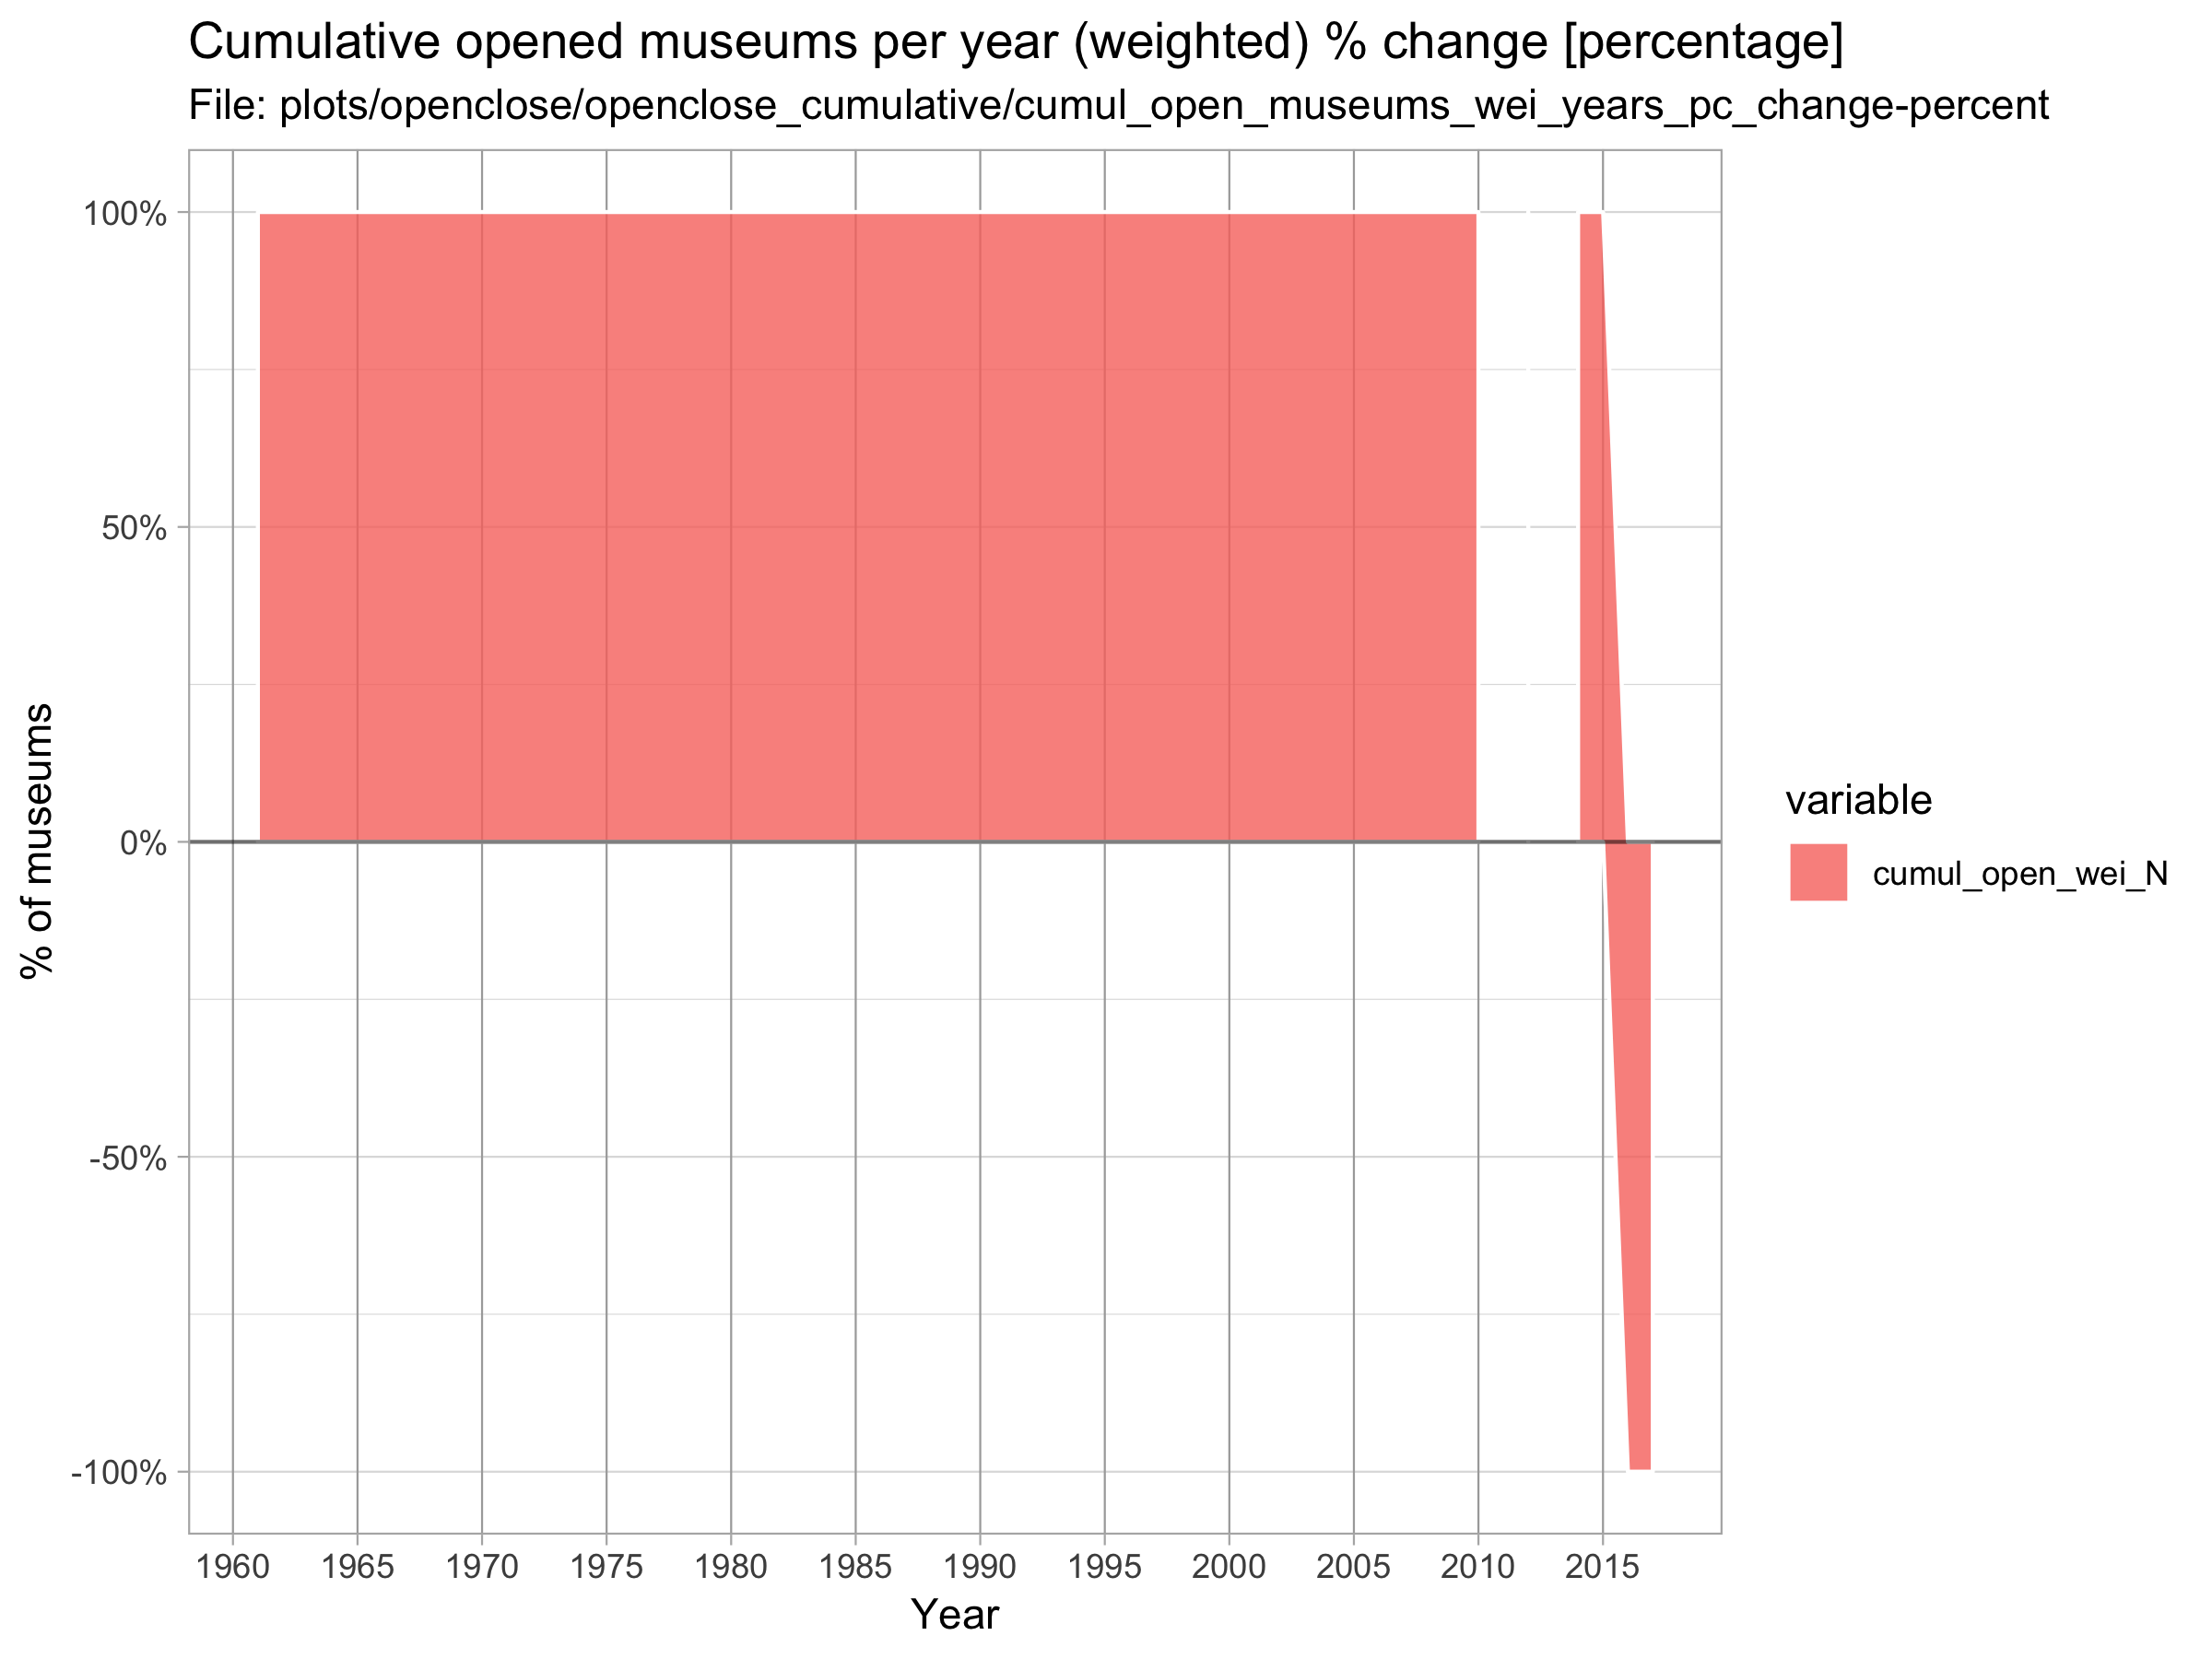 Cumulative opened museums per year (weighted) % change [percentage]
File: plots/openclose/openclose_cumulative/cumul_open_museums_wei_years_pc_change-percent
100%
50%
0%
-50%
-100%
% of museums
1960 1965 1970 1975 1980 1985 1990 1995 2000 2005 2010 2015
Year
variable
cumul_open_wei_N